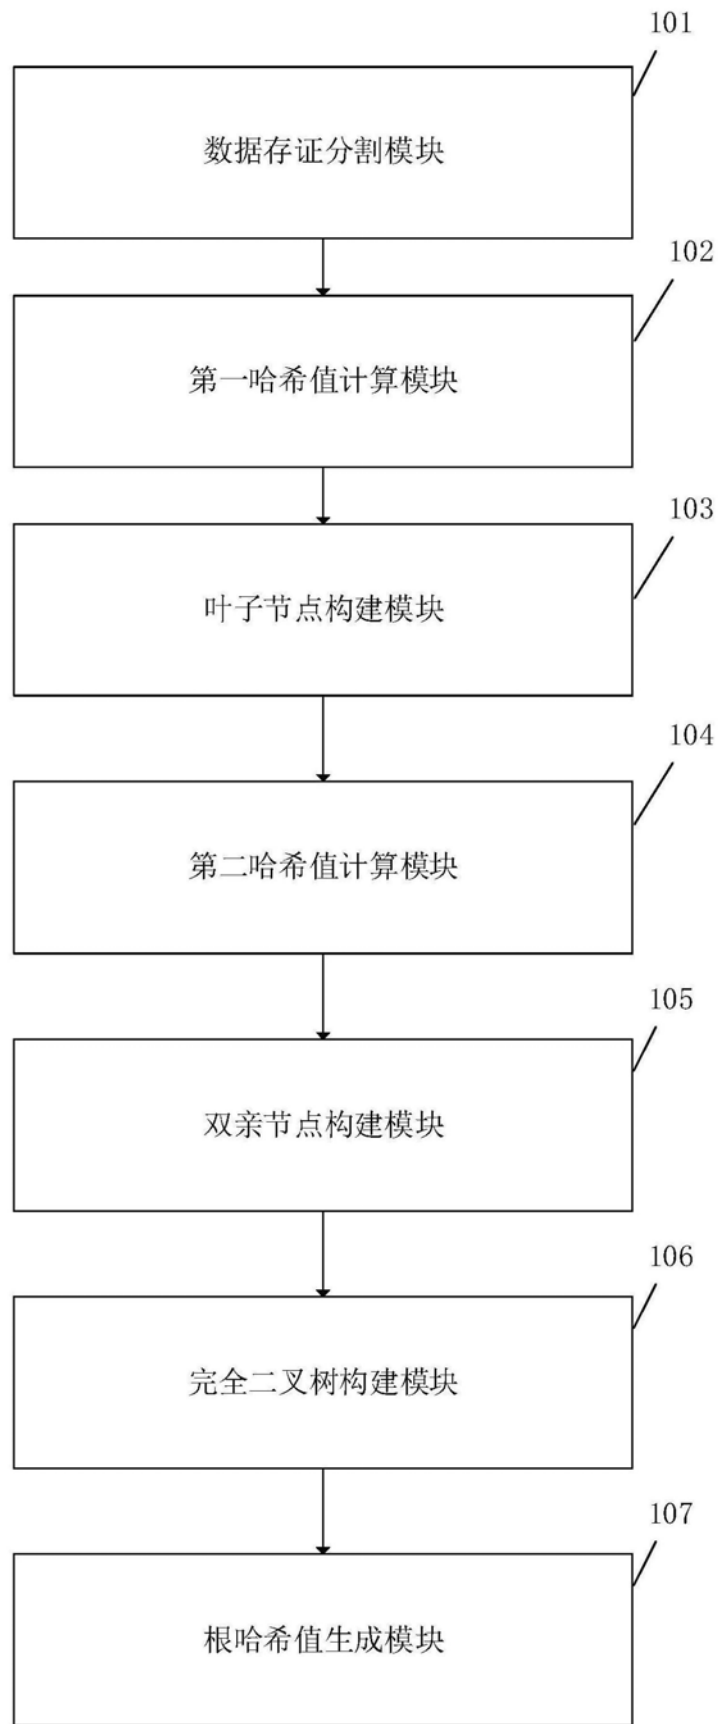 101
数据存证分割模块
102
第一哈希值计算模块
103
叶子节点构建模块
104
第二哈希值计算模块
105
双亲节点构建模块
106
完全二叉树构建模块
107
根哈希值生成模块